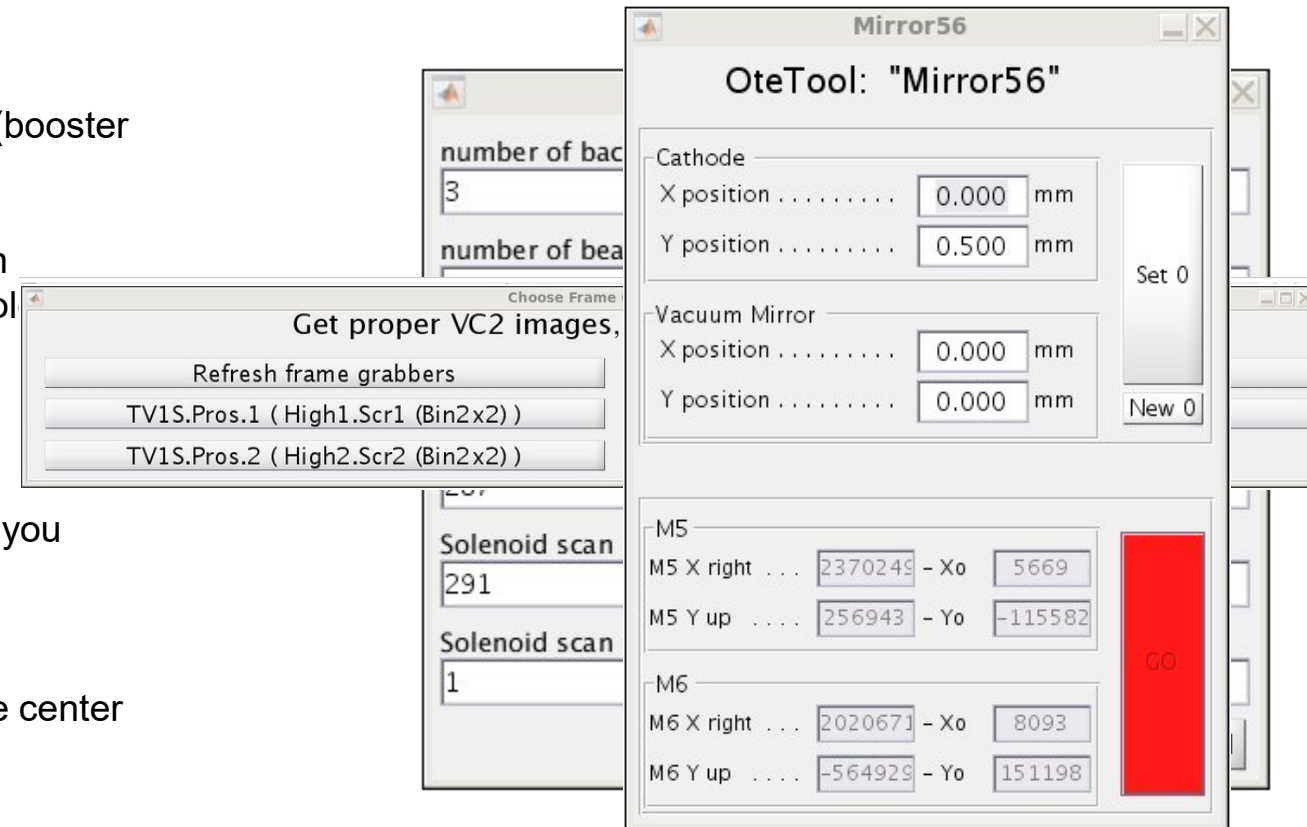 (booster
you
e center
number of bac
3
number of bea
Solenoid scan
291
Solenoid scan
1
Choose Frame
Get proper VC2 images,
Refresh frame grabbers
TV1S.Pros.1 ( High1.Scr1 (Bin2x2) )
TV1S.Pros.2 ( High2.Scr2 (Bin2x2) )
Mirror56
OteTool: "Mirror56"
Cathode
X position . . . . . . . . . 0.000 mm
Y position . . . . . . . . . 0.500 mm
Set 0
Vacuum Mirror
X position . . . . . . . . . 0.000 mm
Y position . . . . . . . . . 0.000 mm
New 0
M5
M5 X right . . . 2370249 - Xo 5669
M5 Y up . . . . 256943 - Yo -115582
GO
M6
M6 X right . . . 2020671 - Xo 8093
M6 Y up . . . . -564929 - Yo 151198